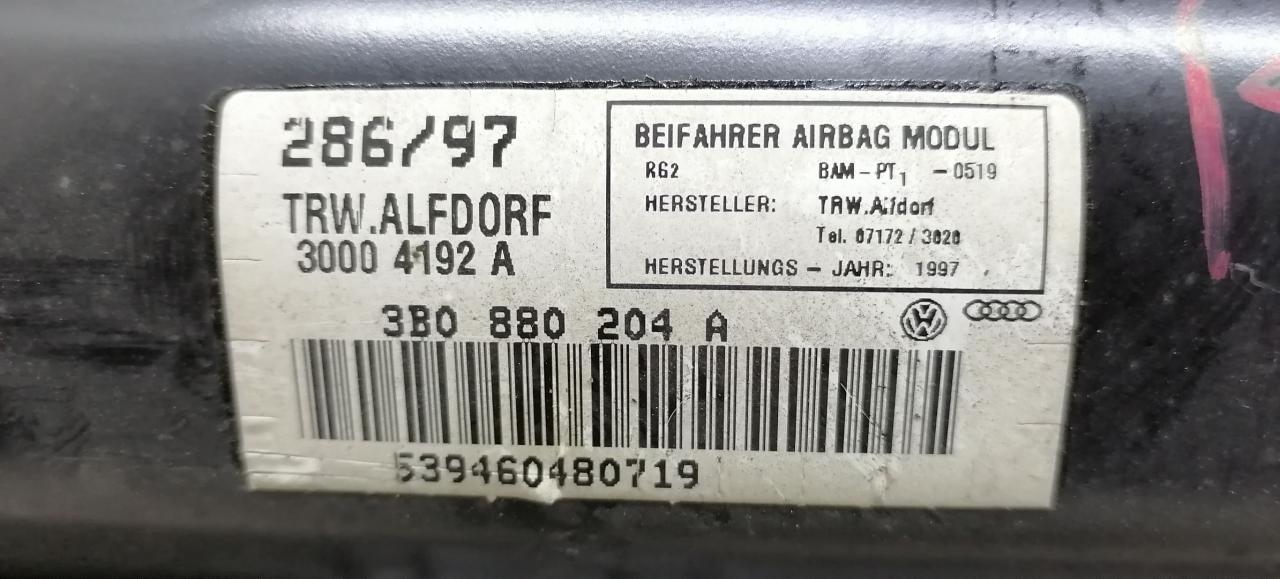 286/97
TRW.ALFDORF
3000 4192 A
BEIFAHRER AIRBAG MODUL
RG2 BAM-PT1 -0519
HERSTELLER: TRW.Alfdorf
Tel. 07172/3020
HERSTELLUNGS - JAHR: 1997
3B0 880 204 A
539460480719